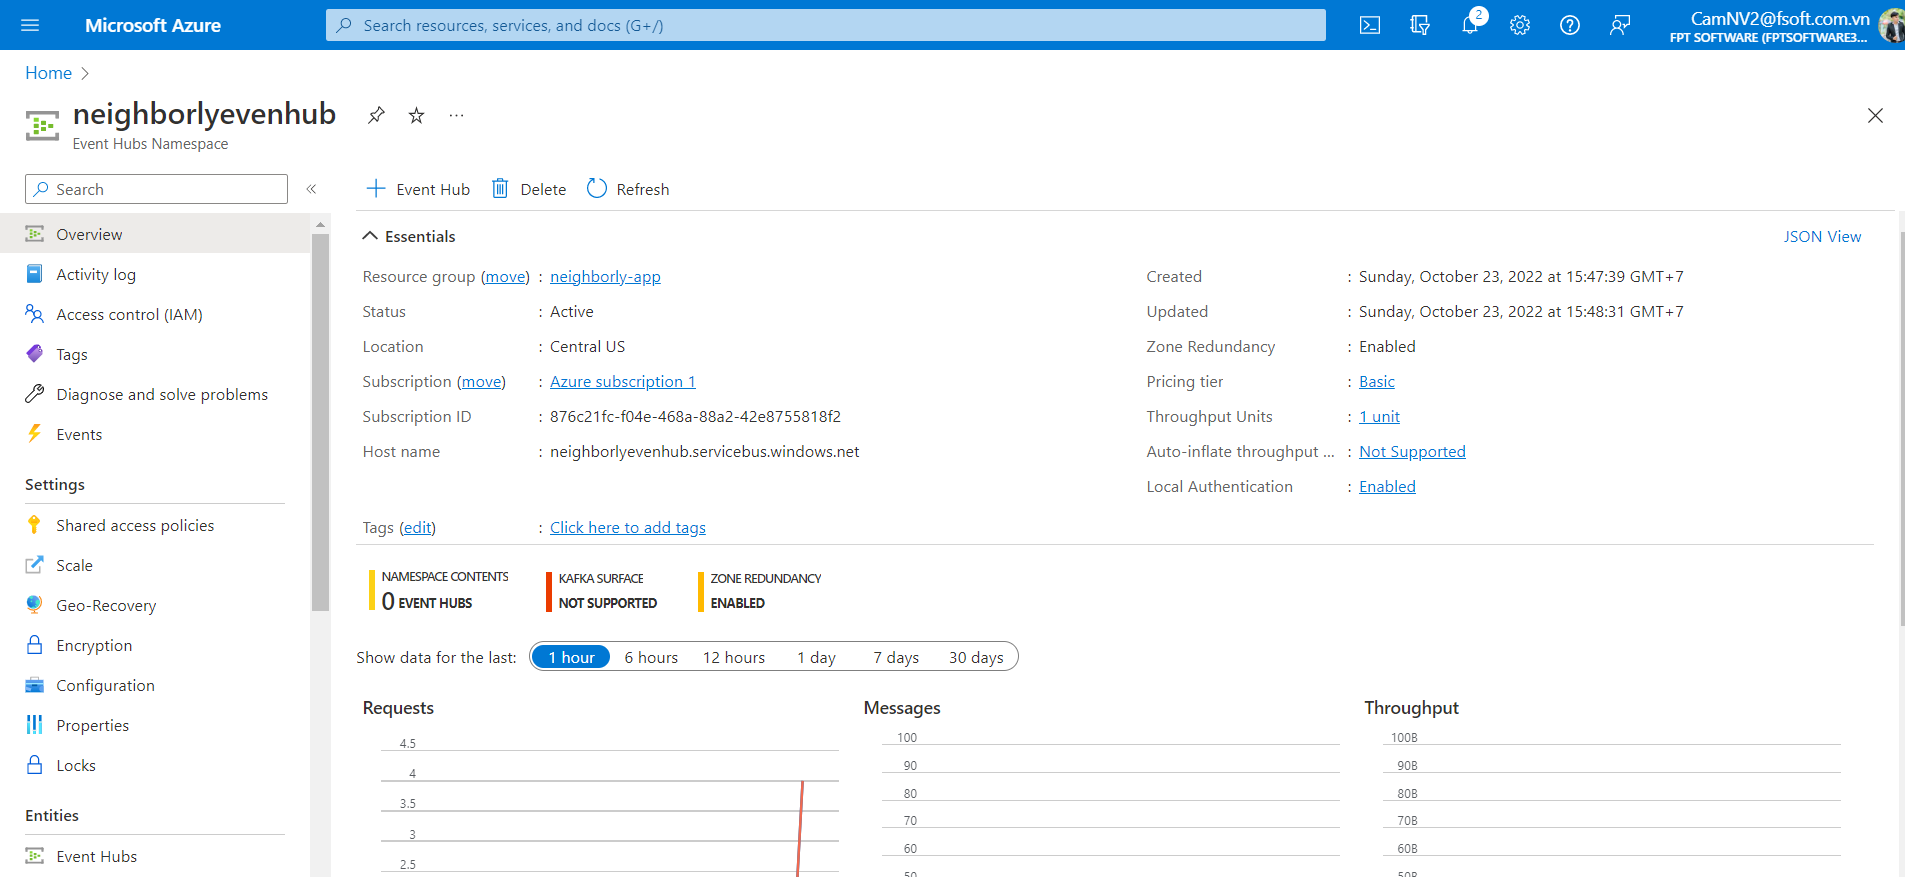 Microsoft Azure
Search resources, services, and docs (G+/)
2
CamNV2@fsoft.com.vn
FPT SOFTWARE (FPTSOFTWARE3...
Home
neighborlyevenhub
Event Hubs Namespace
Search
Event Hub
Delete
Refresh
Overview
Activity log
Access control (IAM)
Tags
Diagnose and solve problems
Events
Settings
Shared access policies
Scale
Geo-Recovery
Encryption
Configuration
Properties
Locks
Entities
Event Hubs
Essentials
JSON View
Resource group (move) : neighborly-app
Status : Active
Location : Central US
Subscription (move) : Azure subscription 1
Subscription ID : 876c21fc-f04e-468a-88a2-42e8755818f2
Host name : neighborlyevenhub.servicebus.windows.net
Created : Sunday, October 23, 2022 at 15:47:39 GMT+7
Updated : Sunday, October 23, 2022 at 15:48:31 GMT+7
Zone Redundancy : Enabled
Pricing tier : Basic
Throughput Units : 1 unit
Auto-inflate throughput ... : Not Supported
Local Authentication : Enabled
Tags (edit) : Click here to add tags
NAMESPACE CONTENTS
0 EVENT HUBS
KAFKA SURFACE
NOT SUPPORTED
ZONE REDUNDANCY
ENABLED
Show data for the last: 1 hour 6 hours 12 hours 1 day 7 days 30 days
Requests
4.5
4
3.5
3
2.5
Messages
100
90
80
70
60
50
Throughput
100B
90B
80B
70B
60B
50B